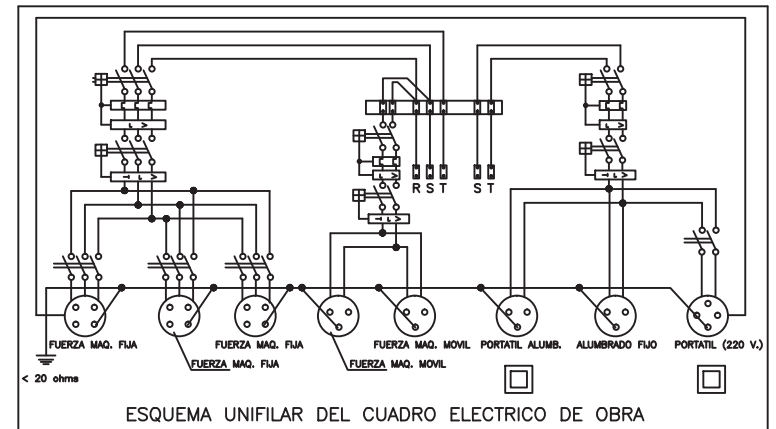 R S T S T
FUERZA MAQ. FIJA FUERZA MAQ. FIJA FUERZA MAQ. MOVIL PORTATIL ALUMB. ALUMBRADO FIJO PORTATIL (220 V.)
FUERZA MAQ. FIJA FUERZA MAQ. MOVIL
< 20 ohms
ESQUEMA UNIFILAR DEL CUADRO ELECTRICO DE OBRA